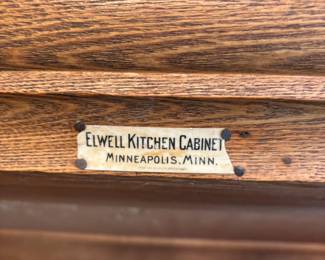 ELWELL KITCHEN CABINET
MINNEAPOLIS, MINN.